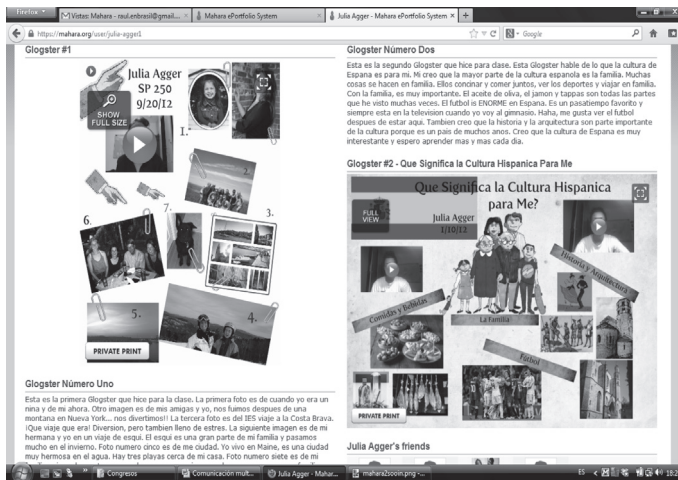 Firefox
Vistas: Mahara - raul.enbrasil@gmail....
Mahara ePortfolio System
Julia Agger - Mahara ePortfolio System
https://mahara.org/user/julia-agger1
Google
Glogster #1
Julia Agger
SP 250
9/20/12
SHOW
FULL SIZE
1.
2.
3.
4.
5.
6.
7.
PRIVATE PRINT
Glogster Número Uno
Esta es la primera Glogster que hice para la clase. La primera foto es de cuando yo era un
nina y de mi ahora. Otro imagen es de mis amigas y yo, nos fuimos despues de una
montana en Nueva York... nos divertimos!! La tercera foto es del IES viaje a la Costa Brava.
¡Que viaje que era! Diversion, pero tambien lleno de estres. La siguiente imagen es de mi
hermana y yo en un viaje de esqui. El esqui es una gran parte de mi familia y pasamos
mucho en el invierno. Foto numero cinco es de me ciudad. Yo vivo en Maine, es una ciudad
muy hermosa en el agua. Hay tres playas cerca de mi casa. Foto numero siete es de mi
Glogster Número Dos
Esta es la segundo Glogster que hice para clase. Esta Glogster hable de lo que la cultura de
Espana es para mi. Mi creo que la mayor parte de la cultura espanola es la familia. Muchas
cosas se hacen en familia. Ellos concinar y comer juntos, ver los deportes y viajar en familia.
Con la familia, es muy importante. El aceite de oliva, el jamon y tappas son todas las partes
que he visto muchas veces. El futbol is ENORME en Espana. Es un pasatiempo favorito y
siempre esta in la television cuando yo voy al gimnasio. Haha, me gusta ver el futbol
despues de estar aqui. Tambien creo que la historia y la arquitectura son parte importante
de la cultura porque es un pais de muchos anos. Creo que la cultura de Espana es muy
interestante y espero aprender mas y mas cada dia.
Glogster #2 - Que Significa la Cultura Hispanica Para Me
Que Significa la Cultura Hispanica
para Me?
FULL
VIEW
Julia Agger
1/10/12
Historia y Arquitectura
Comidas y Bebidas
La Familia
Fútbol
PRIVATE PRINT
Julia Agger's friends
Congresos
Comunicación mult...
Julia Agger - Mahar...
mahara2sooin.png-...
ES
18:2